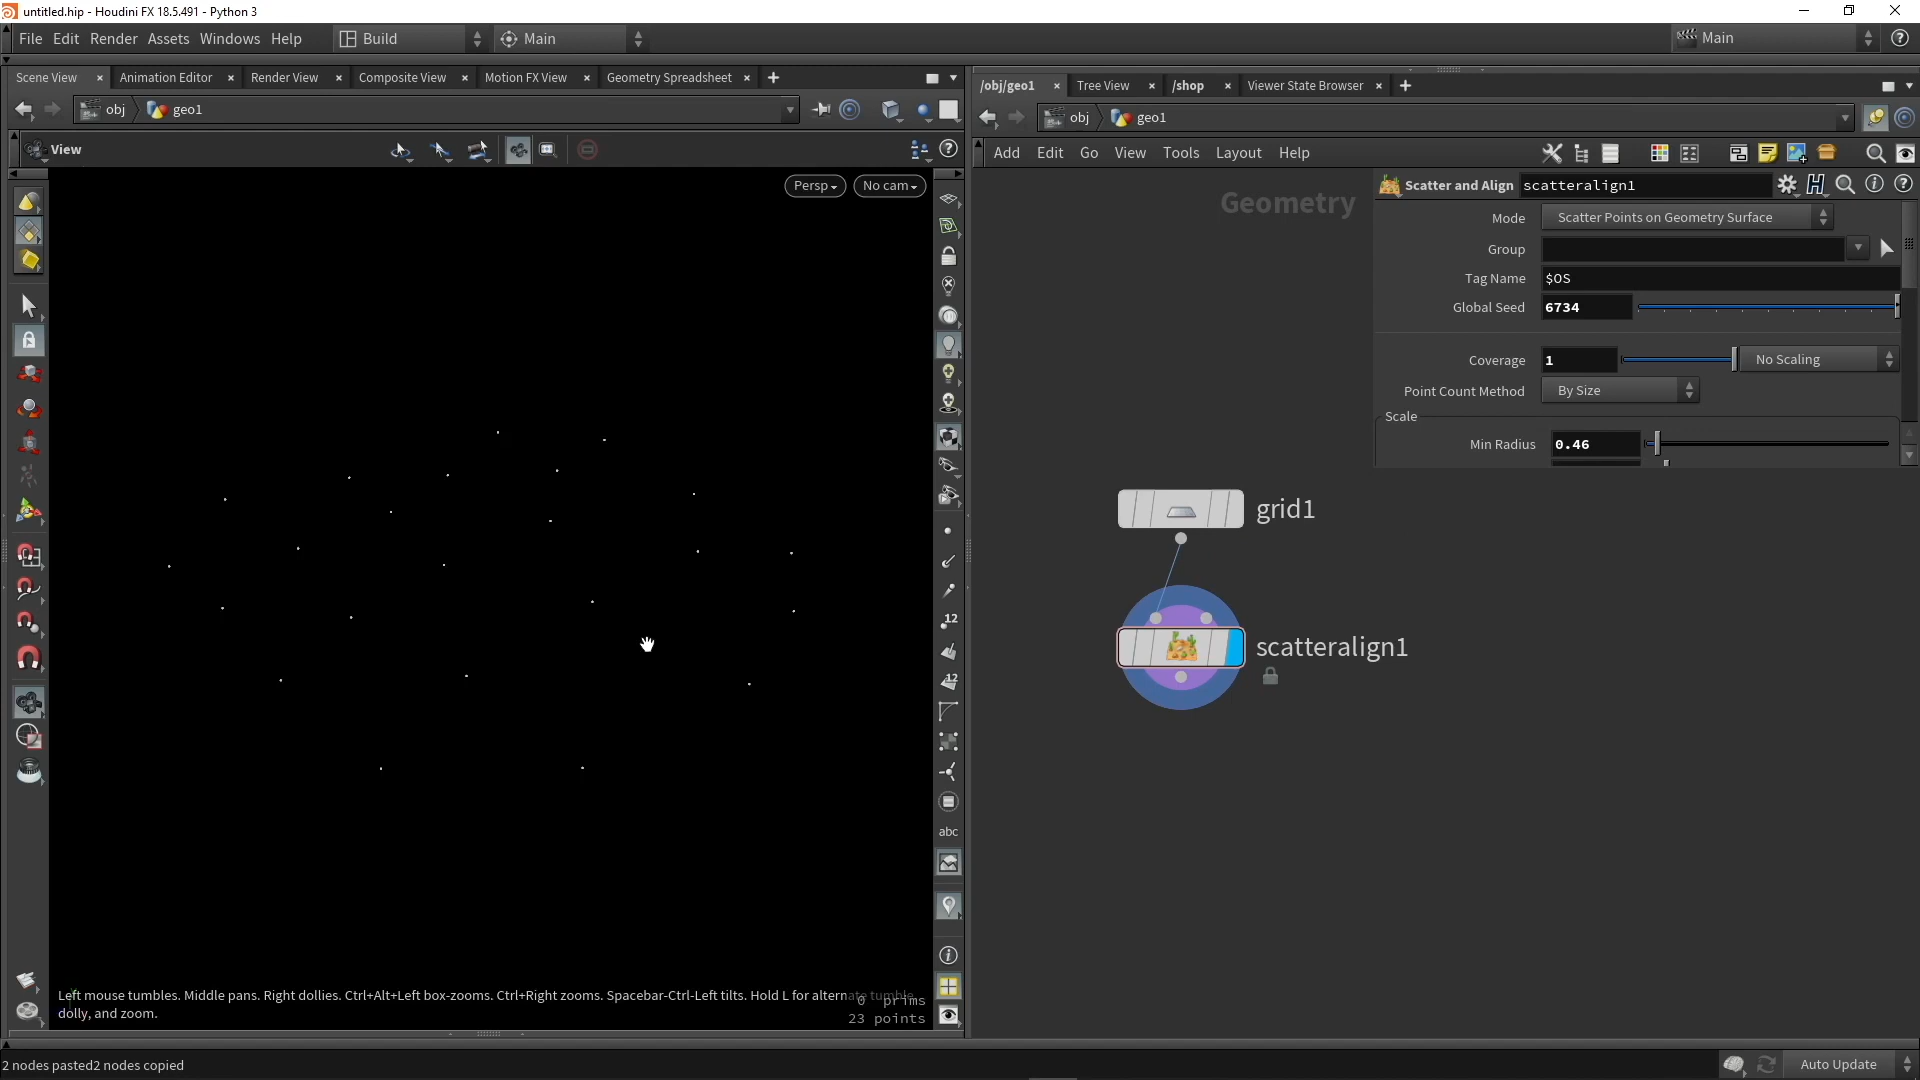 untitled.hip - Houdini FX 18.5.491 - Python 3
File Edit Render Assets Windows Help Build Main Main
Scene View Animation Editor Render View Composite View Motion FX View Geometry Spreadsheet
/obj/geo1 Tree View /shop Viewer State Browser
obj geo1
obj geo1
View
Add Edit Go View Tools Layout Help
Persp No cam
Geometry
Scatter and Align scatteralign1
Mode Scatter Points on Geometry Surface
Group
Tag Name $OS
Global Seed 6734
Coverage 1 No Scaling
Point Count Method By Size
Scale
Min Radius 0.46
grid1
scatteralign1
12
12
abc
Left mouse tumbles. Middle pans. Right dollies. Ctrl+Alt+Left box-zooms. Ctrl+Right zooms. Spacebar-Ctrl-Left tilts. Hold L for alternate tumble,
dolly, and zoom.
0 prims
23 points
2 nodes pasted2 nodes copied
Auto Update